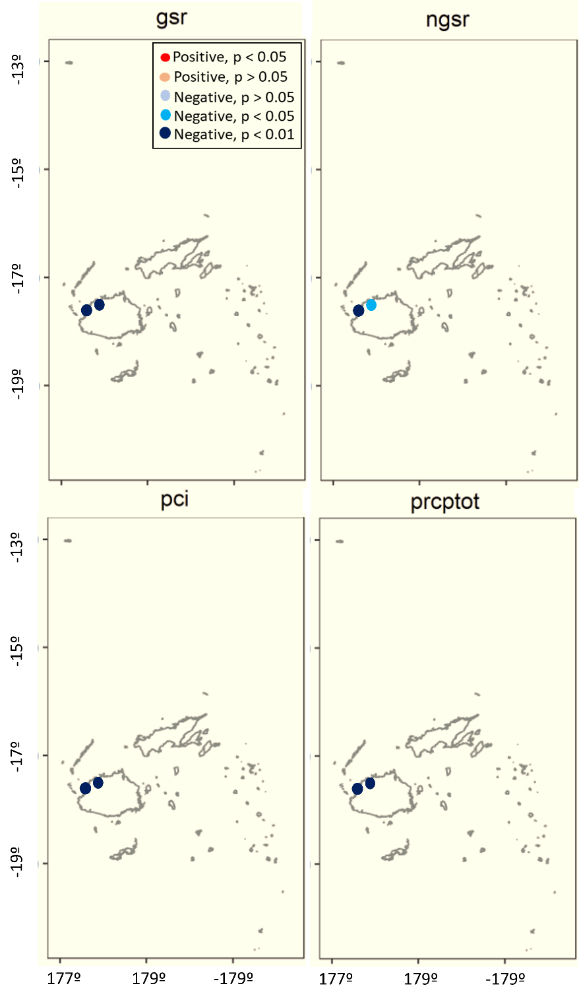 gsr
ngsr
Positive, p < 0.05
Positive, p > 0.05
Negative, p > 0.05
Negative, p < 0.05
Negative, p < 0.01
-13º
-15º
-17º
-19º
pci
prcptot
-13º
-15º
-17º
-19º
177º
179º
-179º
177º
179º
-179º